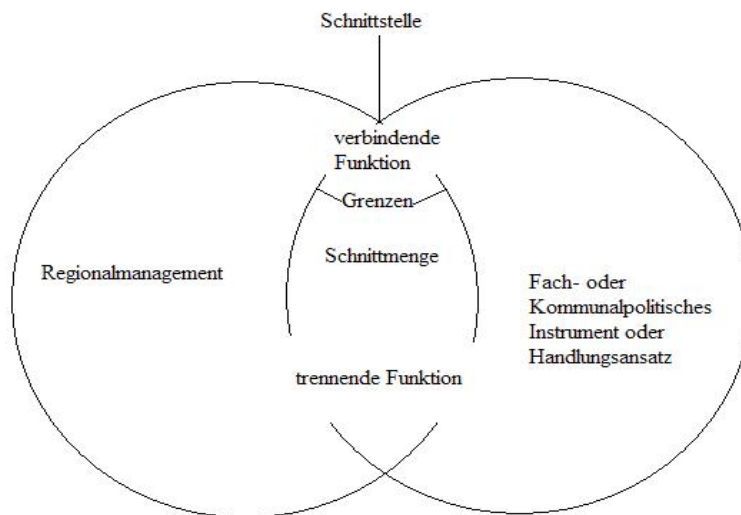 Schnittstelle
verbindende
Funktion
Grenzen
Schnittmenge
Regionalmanagement
Fach- oder
Kommunalpolitisches
Instrument oder
Handlungsansatz
trennende Funktion